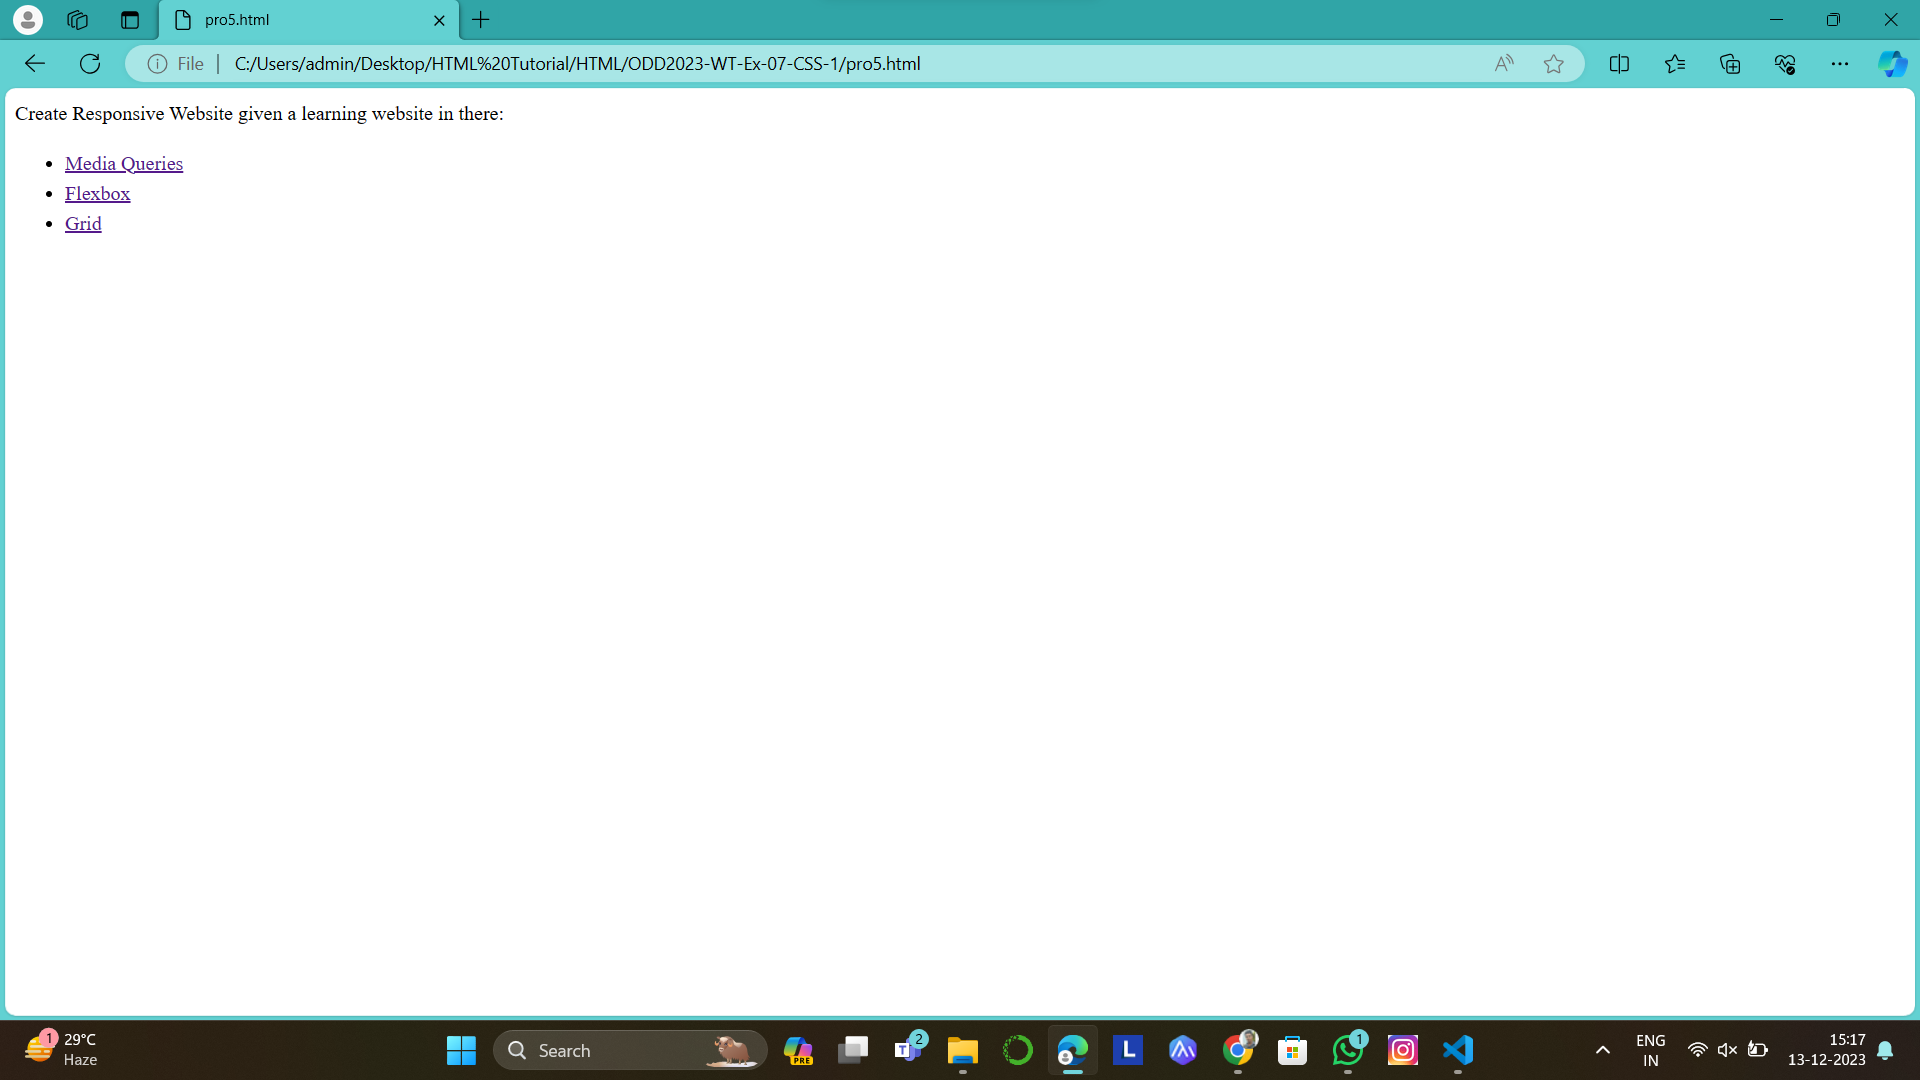 pro5.html
File
C:/Users/admin/Desktop/HTML%20Tutorial/HTML/ODD2023-WT-Ex-07-CSS-1/pro5.html
Create Responsive Website given a learning website in there:
Media Queries
Flexbox
Grid
1
29°C
Haze
Search
PRE
T
2
L
1
ENG
IN
15:17
13-12-2023